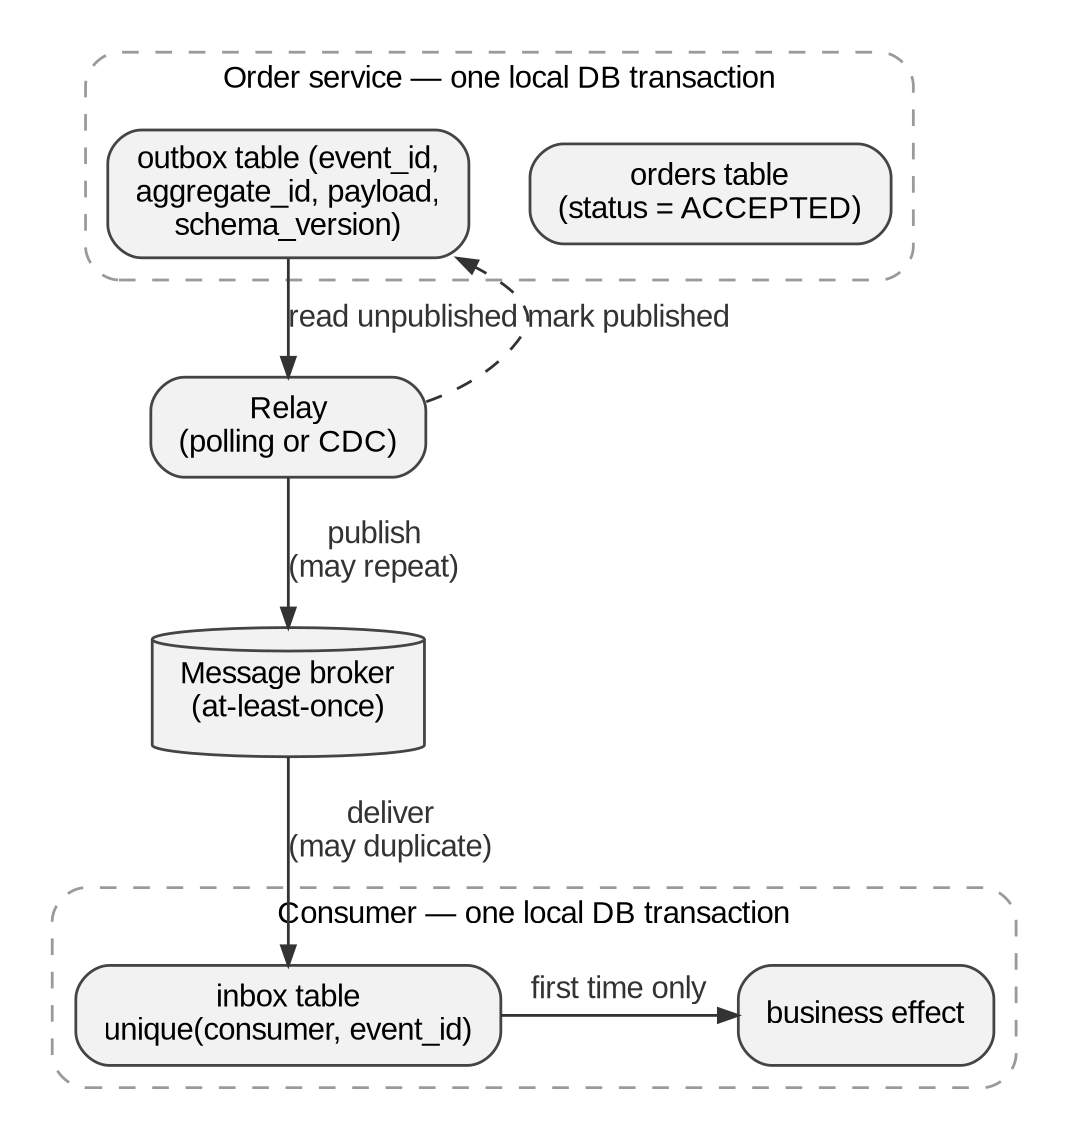 Order service — one local DB transaction
outbox table (event_id,
aggregate_id, payload,
schema_version)
orders table
(status = ACCEPTED)
read unpublished
mark published
Relay
(polling or CDC)
publish
(may repeat)
Message broker
(at-least-once)
deliver
(may duplicate)
Consumer — one local DB transaction
inbox table
unique(consumer, event_id)
first time only
business effect